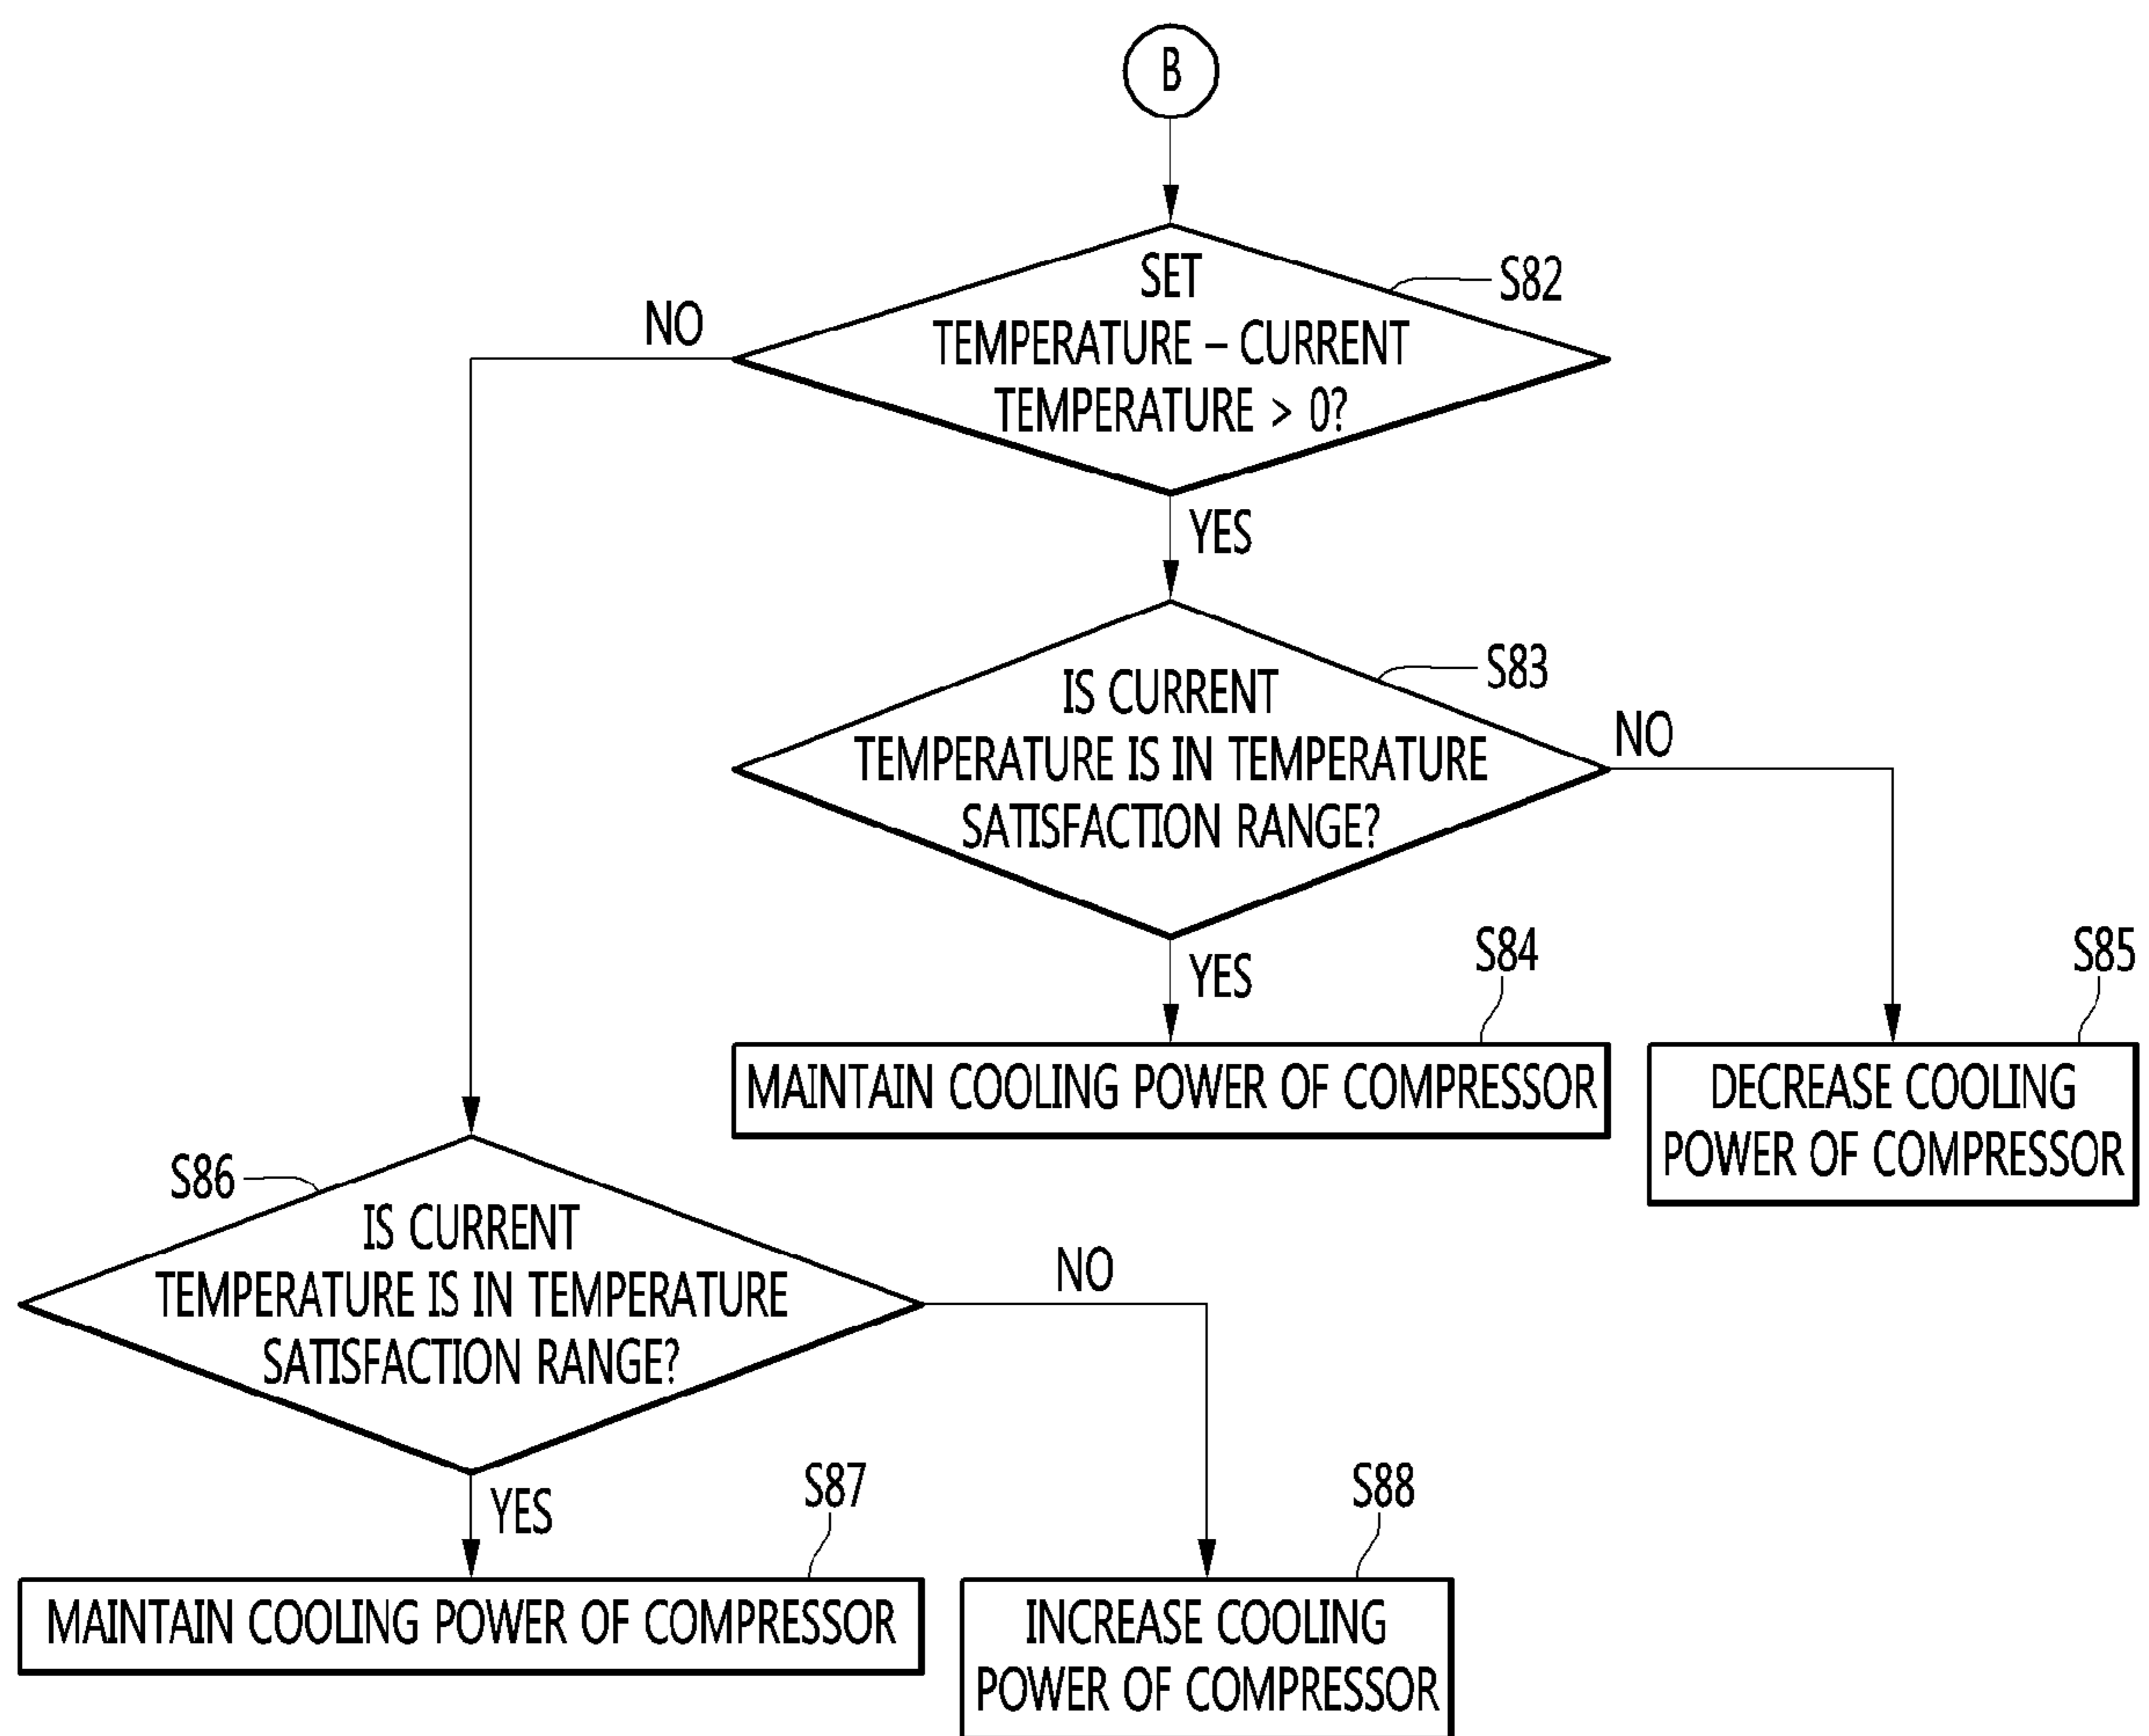 B
SET
TEMPERATURE – CURRENT
TEMPERATURE > 0?
S82
NO
YES
IS CURRENT
TEMPERATURE IS IN TEMPERATURE
SATISFACTION RANGE?
S83
NO
YES
S84
MAINTAIN COOLING POWER OF COMPRESSOR
S85
DECREASE COOLING
POWER OF COMPRESSOR
S86
IS CURRENT
TEMPERATURE IS IN TEMPERATURE
SATISFACTION RANGE?
NO
YES
S87
MAINTAIN COOLING POWER OF COMPRESSOR
S88
INCREASE COOLING
POWER OF COMPRESSOR